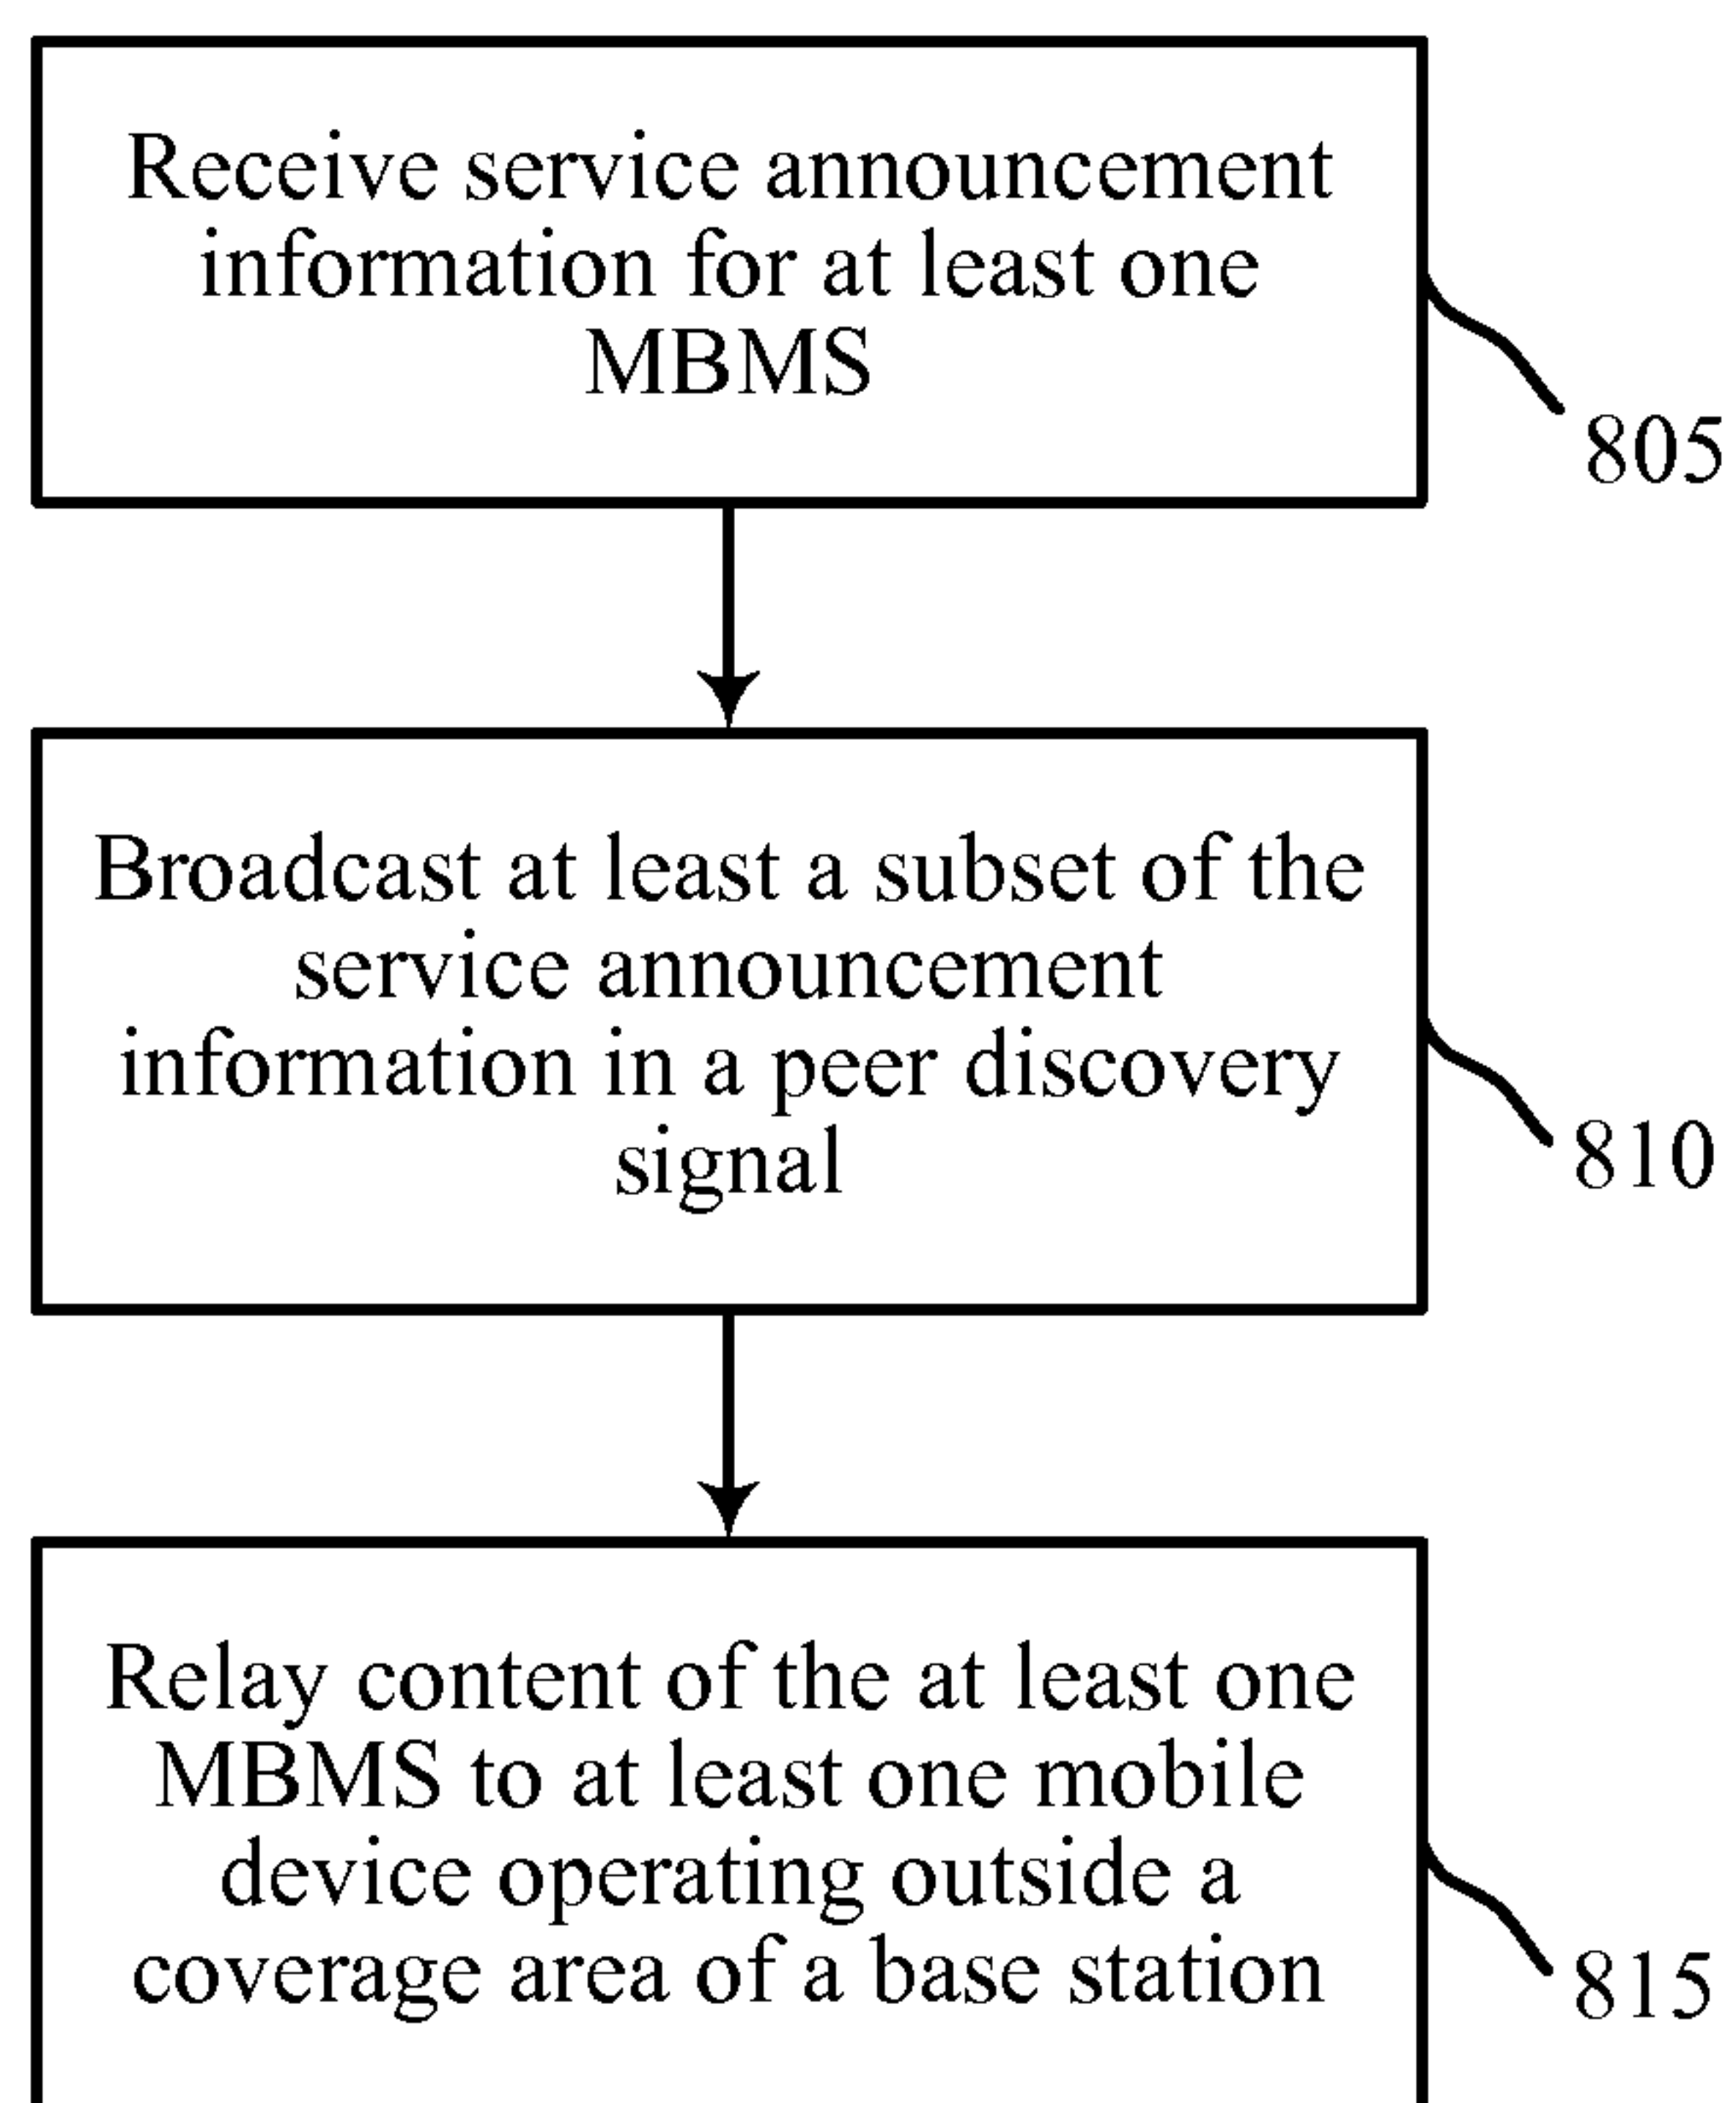 Receive service announcement
information for at least one
MBMS
805
Broadcast at least a subset of the
service announcement
information in a peer discovery
signal
810
Relay content of the at least one
MBMS to at least one mobile
device operating outside a
coverage area of a base station
815